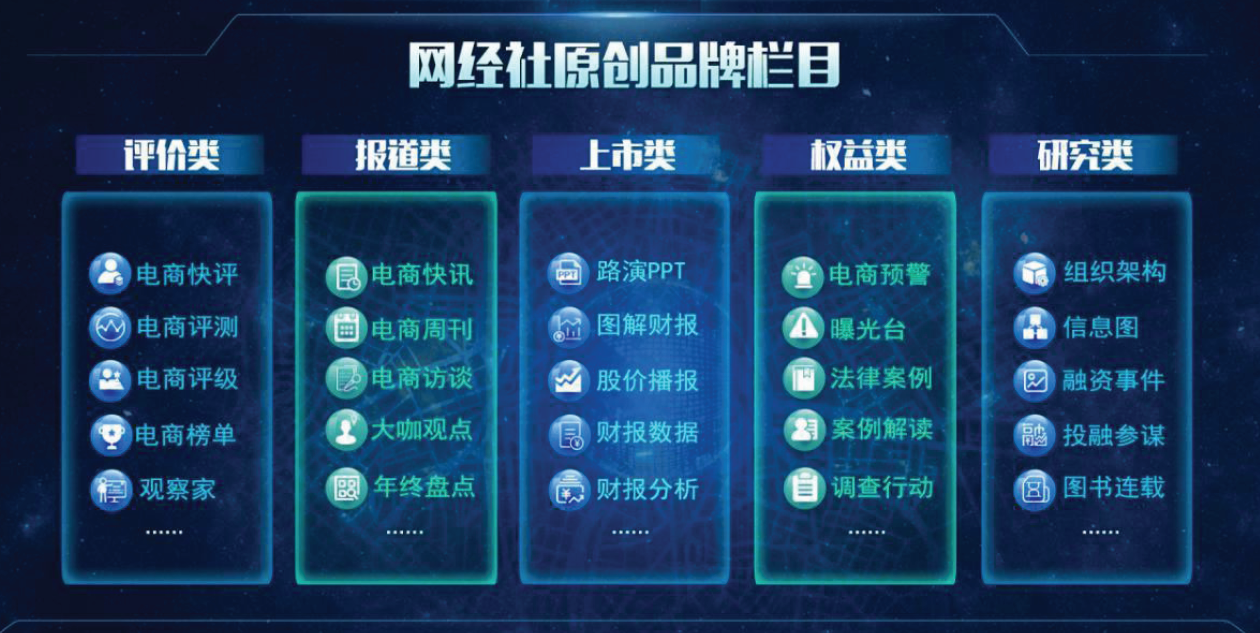 网经社原创品牌栏目
评价类
电商快评
电商评测
电商评级
电商榜单
观察家
......
报道类
电商快讯
电商周刊
电商访谈
大咖观点
年终盘点
......
上市类
PPT
路演PPT
图解财报
股价播报
财报数据
财报分析
......
权益类
电商预警
曝光台
法律案例
案例解读
调查行动
......
研究类
组织架构
信息图
融资事件
融
投融参谋
图书连载
......